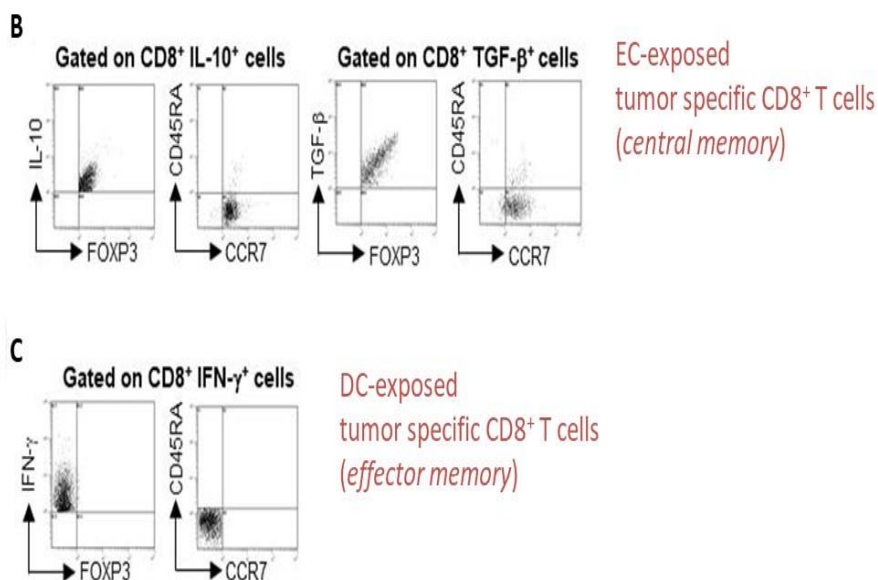 B
Gated on CD8⁺ IL-10⁺ cells
IL-10
FOXP3
CD45RA
CCR7
Gated on CD8⁺ TGF-β⁺ cells
TGF-β
FOXP3
CD45RA
CCR7
EC-exposed
tumor specific CD8⁺ T cells
(central memory)
C
Gated on CD8⁺ IFN-γ⁺ cells
IFN-γ
FOXP3
CD45RA
CCR7
DC-exposed
tumor specific CD8⁺ T cells
(effector memory)